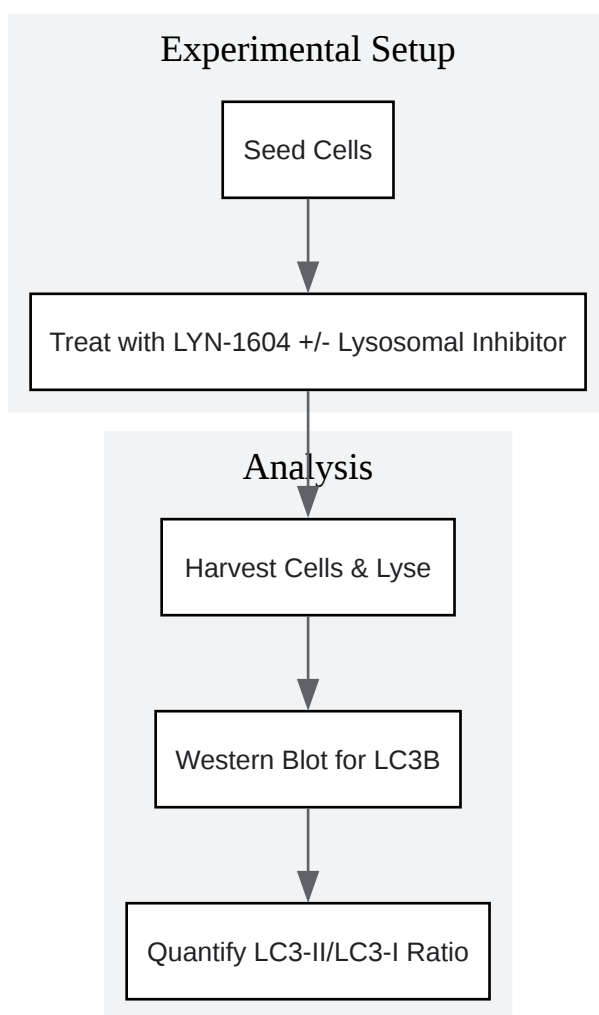 Experimental Setup
Seed Cells
Treat with LYN-1604 +/- Lysosomal Inhibitor
Analysis
Harvest Cells & Lyse
Western Blot for LC3B
Quantify LC3-II/LC3-I Ratio